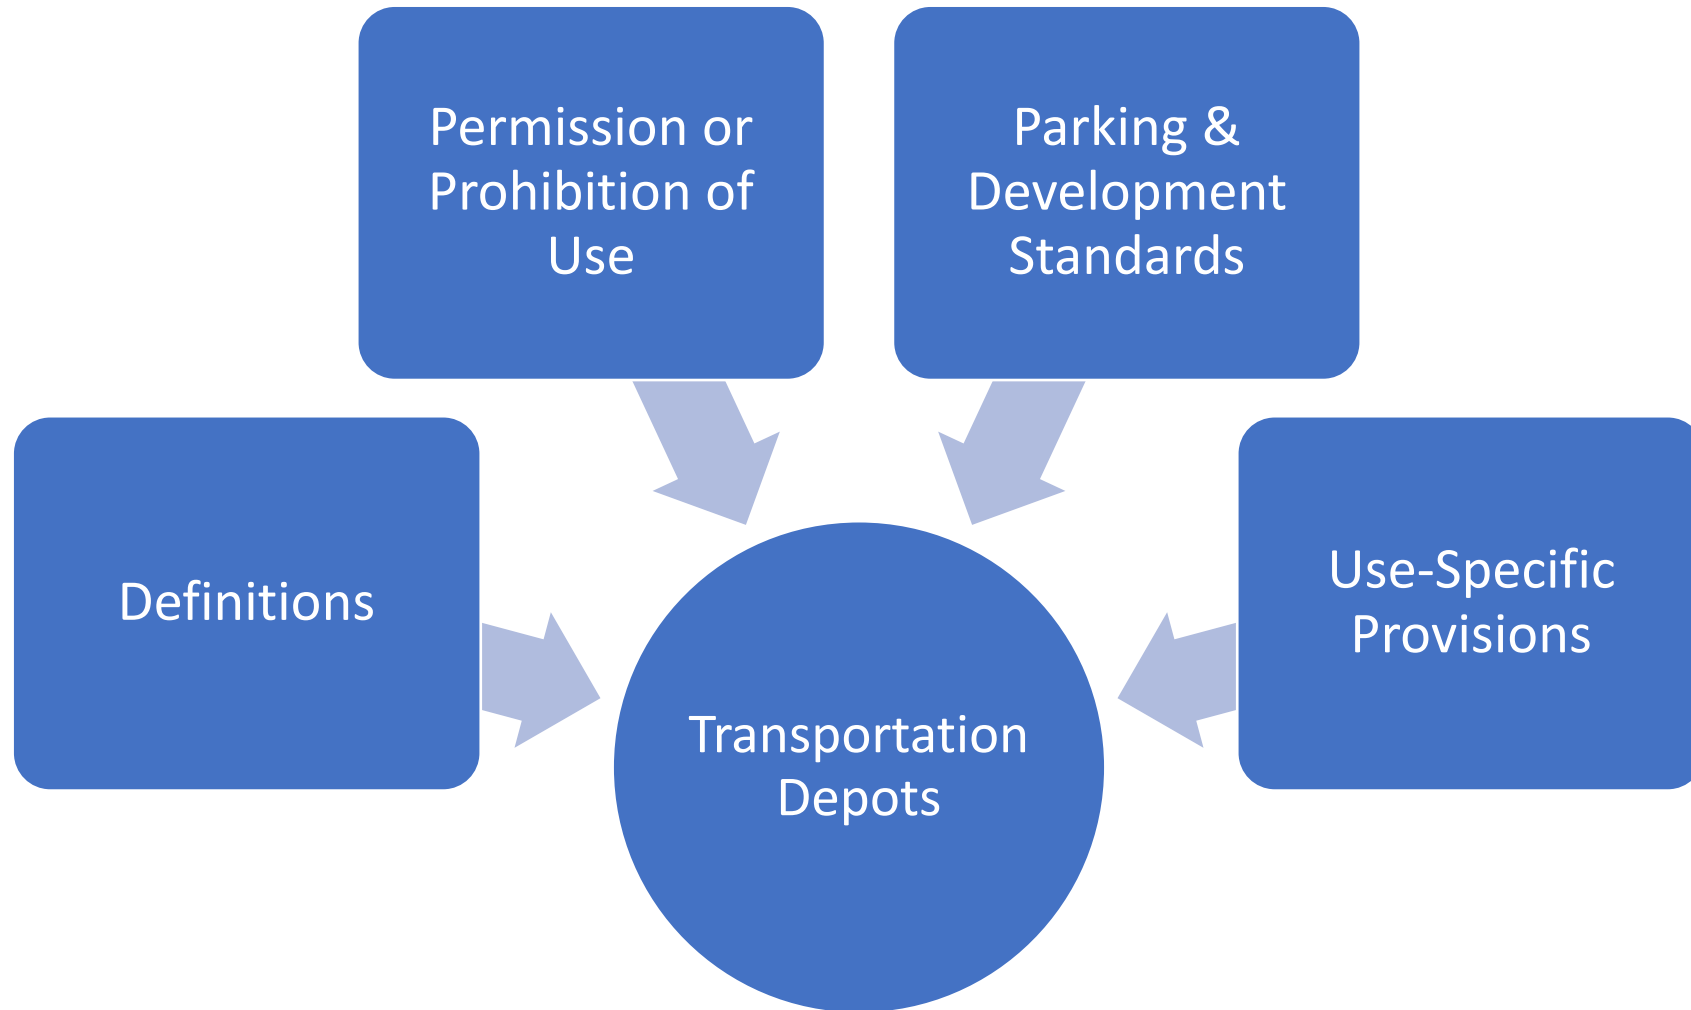 Permission or
Prohibition of
Use
Parking &
Development
Standards
Definitions
Use-Specific
Provisions
Transportation
Depots